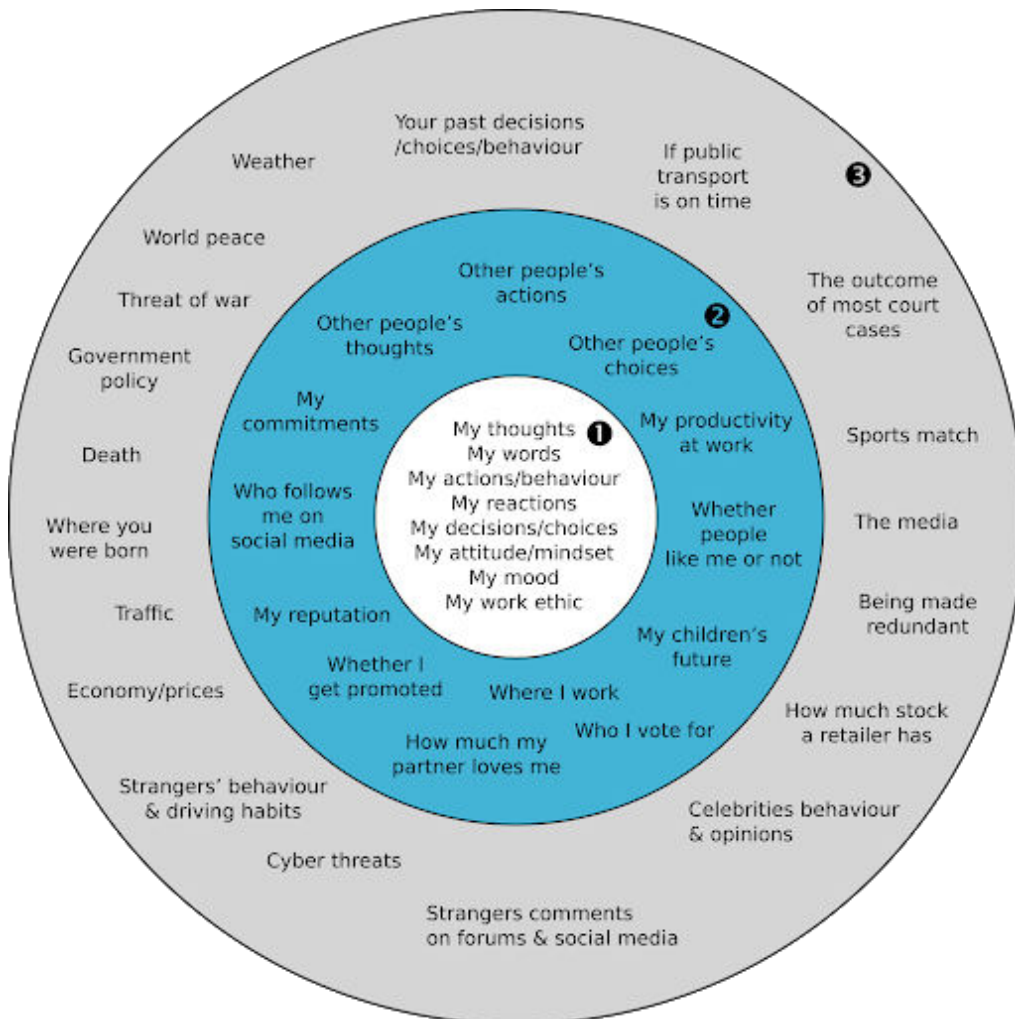 Your past decisions
/choices/behaviour
Weather
If public
transport
is on time
❸
World peace
Threat of war
The outcome
of most court
cases
Government
policy
Death
Sports match
Where you
were born
The media
Traffic
Being made
redundant
Economy/prices
How much stock
a retailer has
Strangers’ behaviour
& driving habits
Celebrities behaviour
& opinions
Cyber threats
Strangers comments
on forums & social media
Other people’s
actions
❷
Other people’s
thoughts
Other people’s
choices
My
commitments
My productivity
at work
Who follows
me on
social media
Whether
people
like me or not
My reputation
My children’s
future
Whether I
get promoted
Where I work
Who I vote for
How much my
partner loves me
My thoughts ❶
My words
My actions/behaviour
My reactions
My decisions/choices
My attitude/mindset
My mood
My work ethic